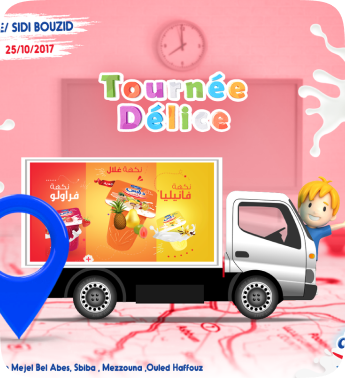 E/ SIDI BOUZID
25/10/2017
Tournée
Délice
نكهة غلال
نكهة
فراولو
نكهة
فانيليا
Mejel Bel Abes, Sbiba , Mezzouna ,Ouled Haffouz